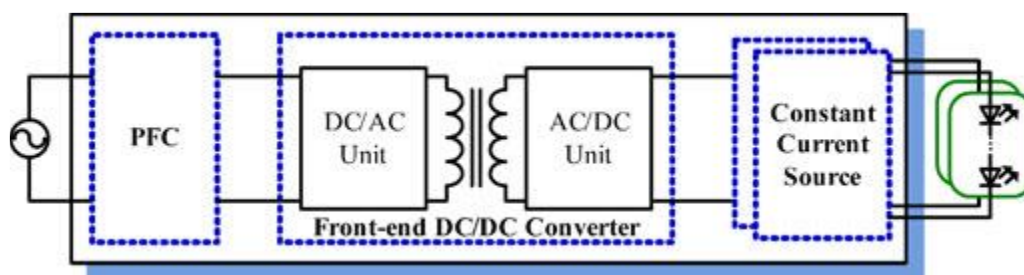 PFC
DC/AC
Unit
AC/DC
Unit
Front-end DC/DC Converter
Constant
Current
Source